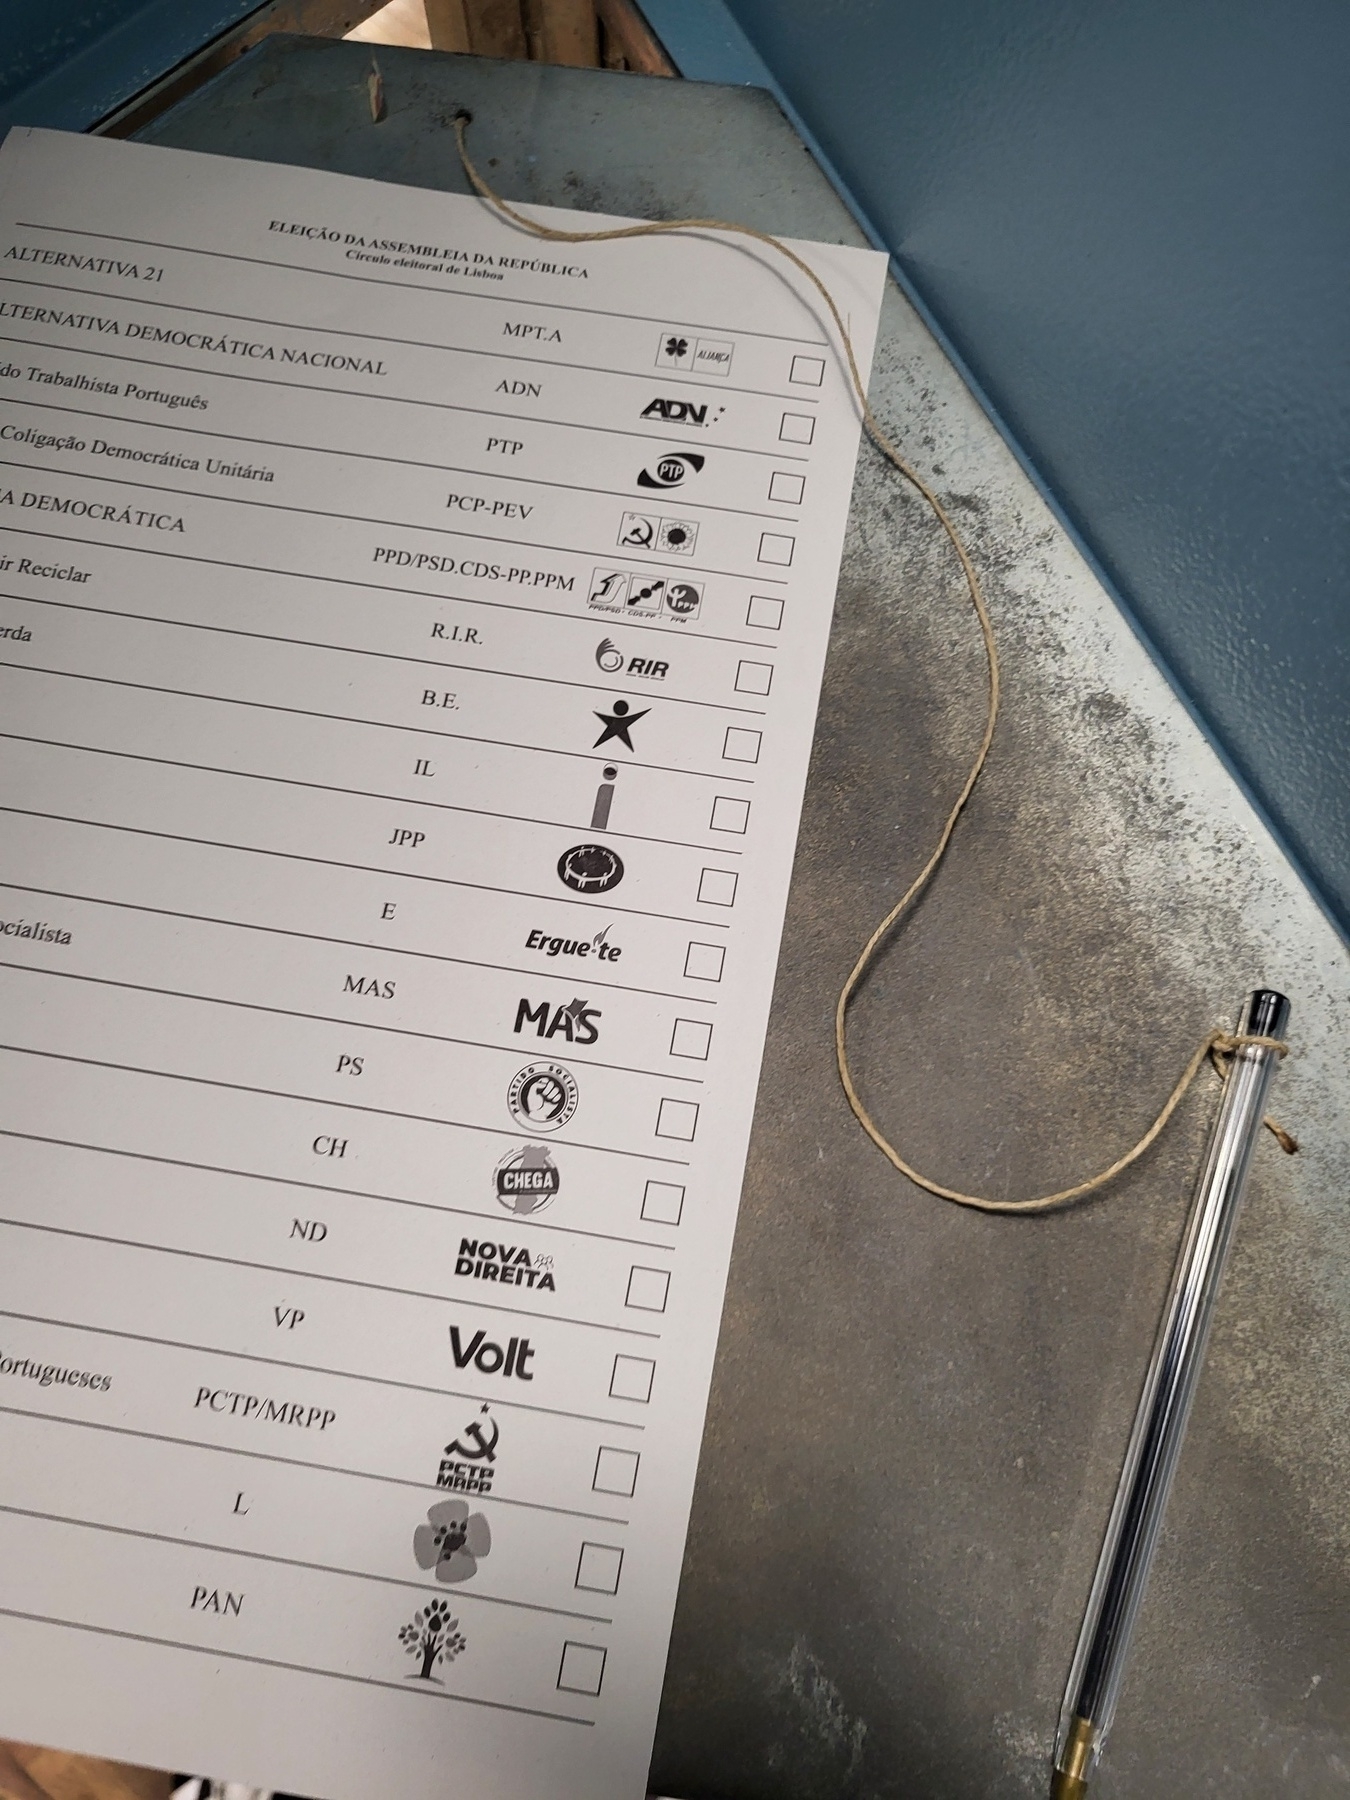 ELEIÇÃO DA ASSEMBLEIA DA REPÚBLICA
Círculo eleitoral de Lisboa
ALTERNATIVA 21 MPT.A ALIANÇA
LTERNATIVA DEMOCRÁTICA NACIONAL ADN ADN
do Trabalhista Português PTP PTP
Coligação Democrática Unitária PCP-PEV
A DEMOCRÁTICA PPD/PSD.CDS-PP.PPM PPD/PSD CDS-PP PPM
ir Reciclar R.I.R. RIR
erda B.E.
IL
JPP
E Ergue-te
ocialista MAS MAS
PS PARTIDO SOCIALISTA
CH CHEGA
ND NOVA DIREITA
VP Volt
ortugueses PCTP/MRPP PCTP MRPP
L
PAN